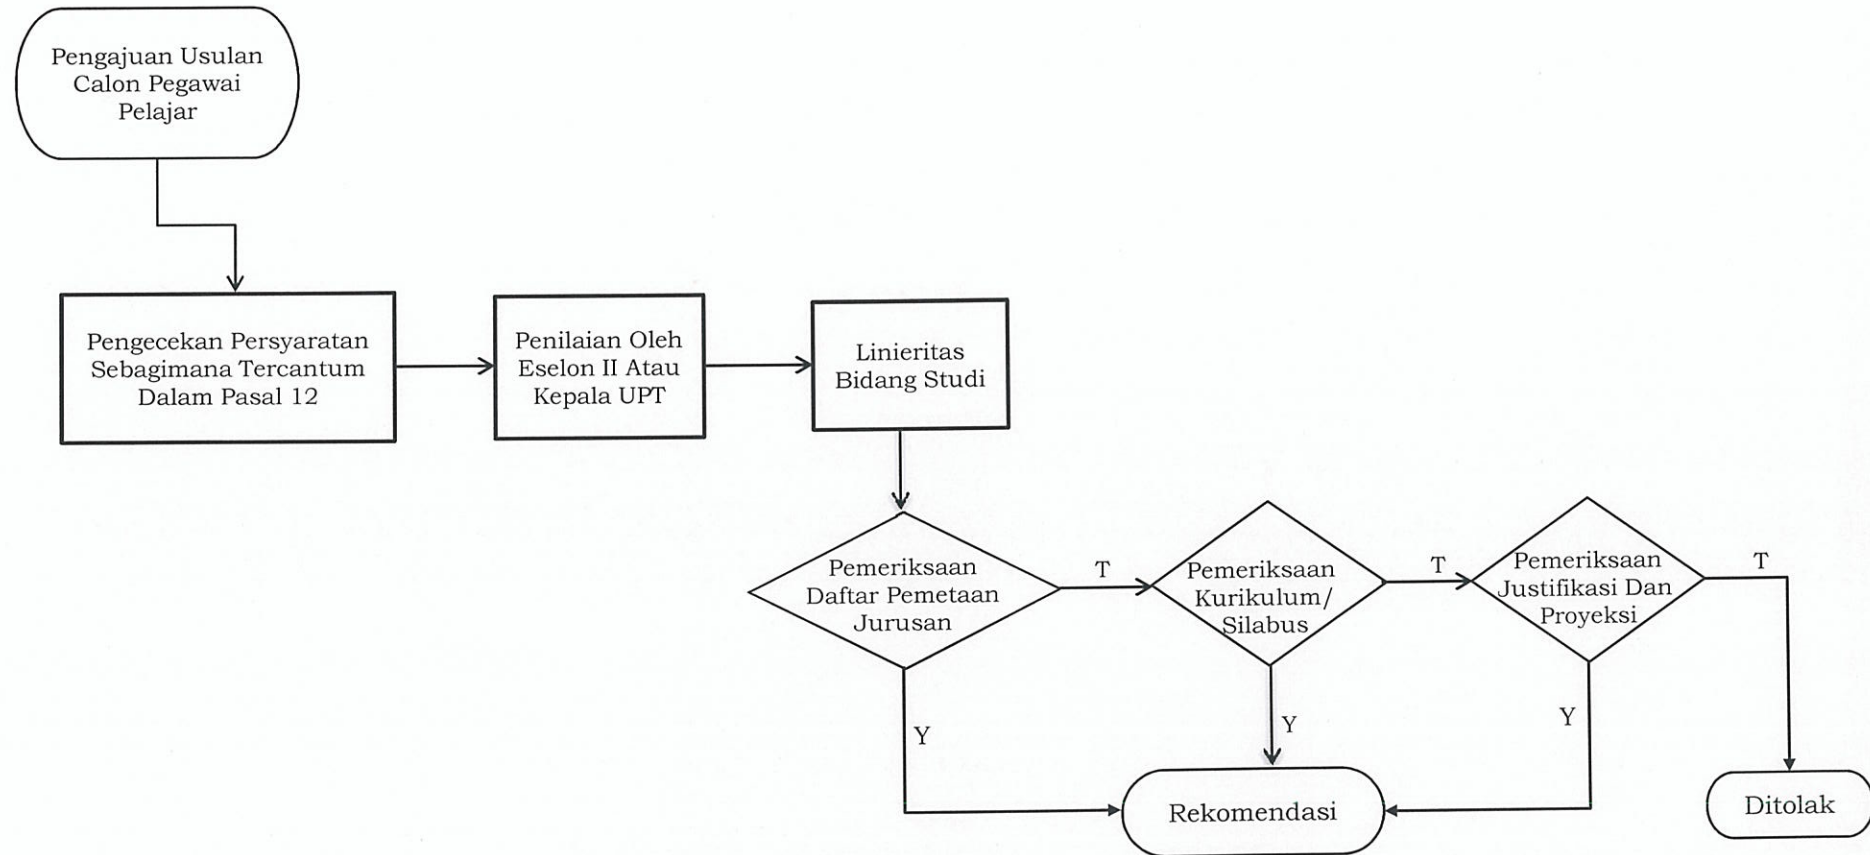 Pengajuan Usulan
Calon Pegawai
Pelajar
Pengecekan Persyaratan
Sebagimana Tercantum
Dalam Pasal 12
Penilaian Oleh
Eselon II Atau
Kepala UPT
Linieritas
Bidang Studi
Pemeriksaan
Daftar Pemetaan
Jurusan
T
Pemeriksaan
Kurikulum/
Silabus
T
Pemeriksaan
Justifikasi Dan
Proyeksi
T
Y
Y
Y
Rekomendasi
Ditolak